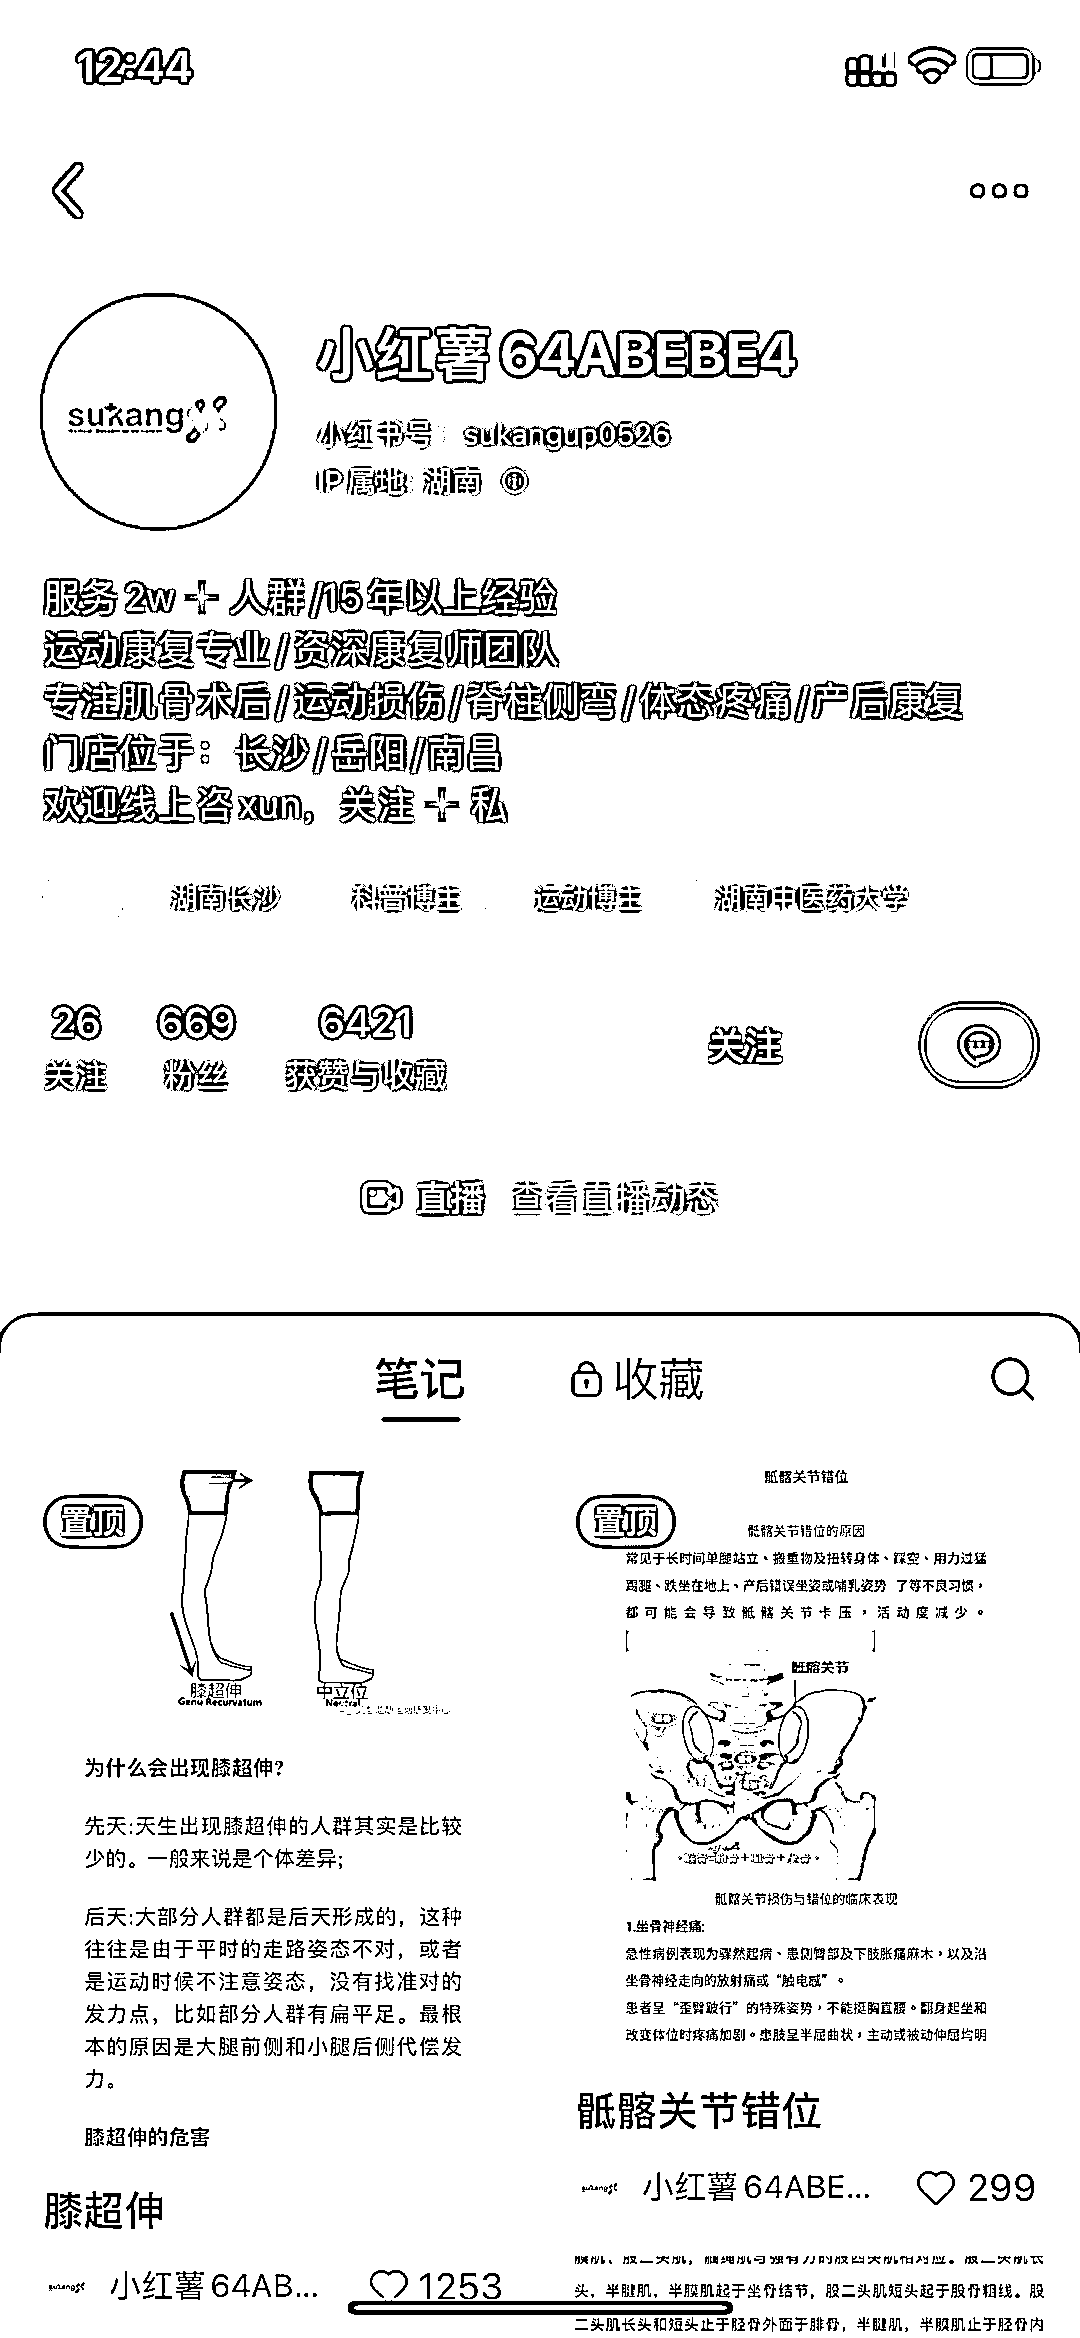 12:44
sukang
小红薯64ABEBE4
小红书号：sukangup0526
IP属地：湖南
服务2w＋人群/15年以上经验
运动康复专业/资深康复师团队
专注肌骨术后/运动损伤/脊柱侧弯/体态疼痛/产后康复
门店位于：长沙/岳阳/南昌
欢迎线上咨xun，关注＋私
湖南长沙 科普博主 运动博主 湖南中医药大学
26 669 6421
关注 粉丝 获赞与收藏
关注
直播 查看直播动态
笔记 收藏
置顶
膝超伸 中立位
Genu Recurvatum Neutral
为什么会出现膝超伸?
先天:天生出现膝超伸的人群其实是比较
少的。一般来说是个体差异;
后天:大部分人群都是后天形成的，这种
往往是由于平时的走路姿态不对，或者
是运动时候不注意姿态，没有找准对的
发力点，比如部分人群有扁平足。最根
本的原因是大腿前侧和小腿后侧代偿发
力。
膝超伸的危害
膝超伸
小红薯64AB... 1253
置顶
骶髂关节错位
骶髂关节错位的原因
常见于长时间单腿站立、搬重物及扭转身体、踩空、用力过猛
跷腿、跌坐在地上、产后错误坐姿或哺乳姿势 了等不良习惯，
都可能会导致骶髂关节卡压，活动度减少。
骶髂关节
骶髂关节损伤与错位的临床表现
1.坐骨神经痛:
急性病例表现为骤然起病、患侧臀部及下肢胀痛麻木，以及沿
坐骨神经走向的放射痛或“触电感”。
患者呈“歪臀跛行”的特殊姿势，不能挺胸直腰。翻身起坐和
改变体位时疼痛加剧。患肢呈半屈曲状，主动或被动伸屈均明
骶髂关节错位
小红薯64ABE... 299
膜肌、股二头肌，腘绳肌与强有力的股四头肌相对应。股二头肌长
头，半腱肌，半膜肌起于坐骨结节，股二头肌短头起于股骨粗线。股
二头肌长头和短头止于胫骨外面于腓骨，半腱肌，半膜肌止于胫骨内